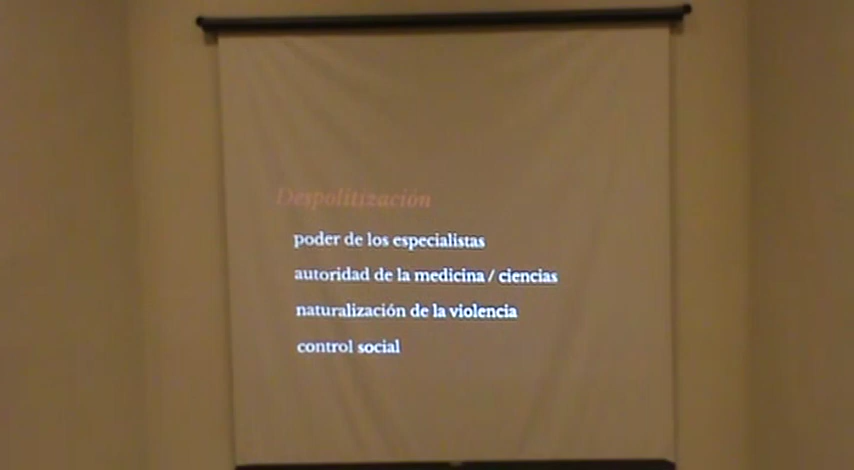 Despolitización
poder de los especialistas
autoridad de la medicina / ciencias
naturalización de la violencia
control social